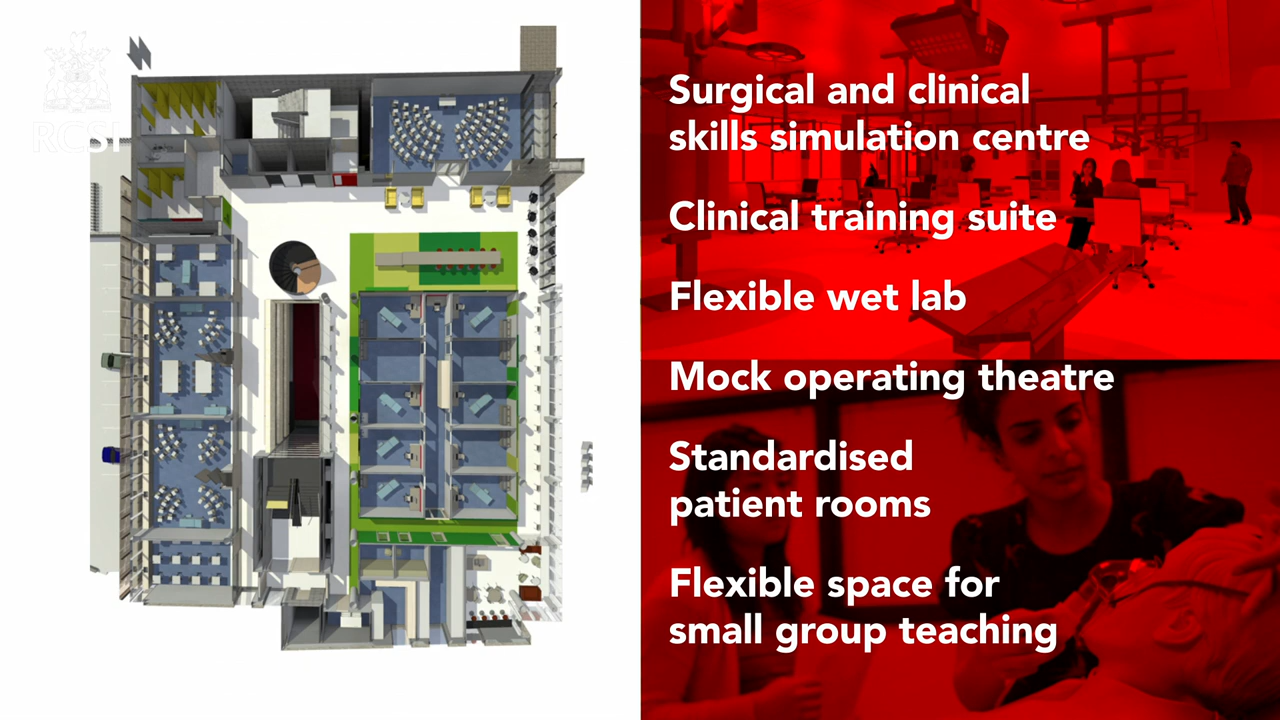 RCSI
Surgical and clinical
skills simulation centre
Clinical training suite
Flexible wet lab
Mock operating theatre
Standardised
patient rooms
Flexible space for
small group teaching